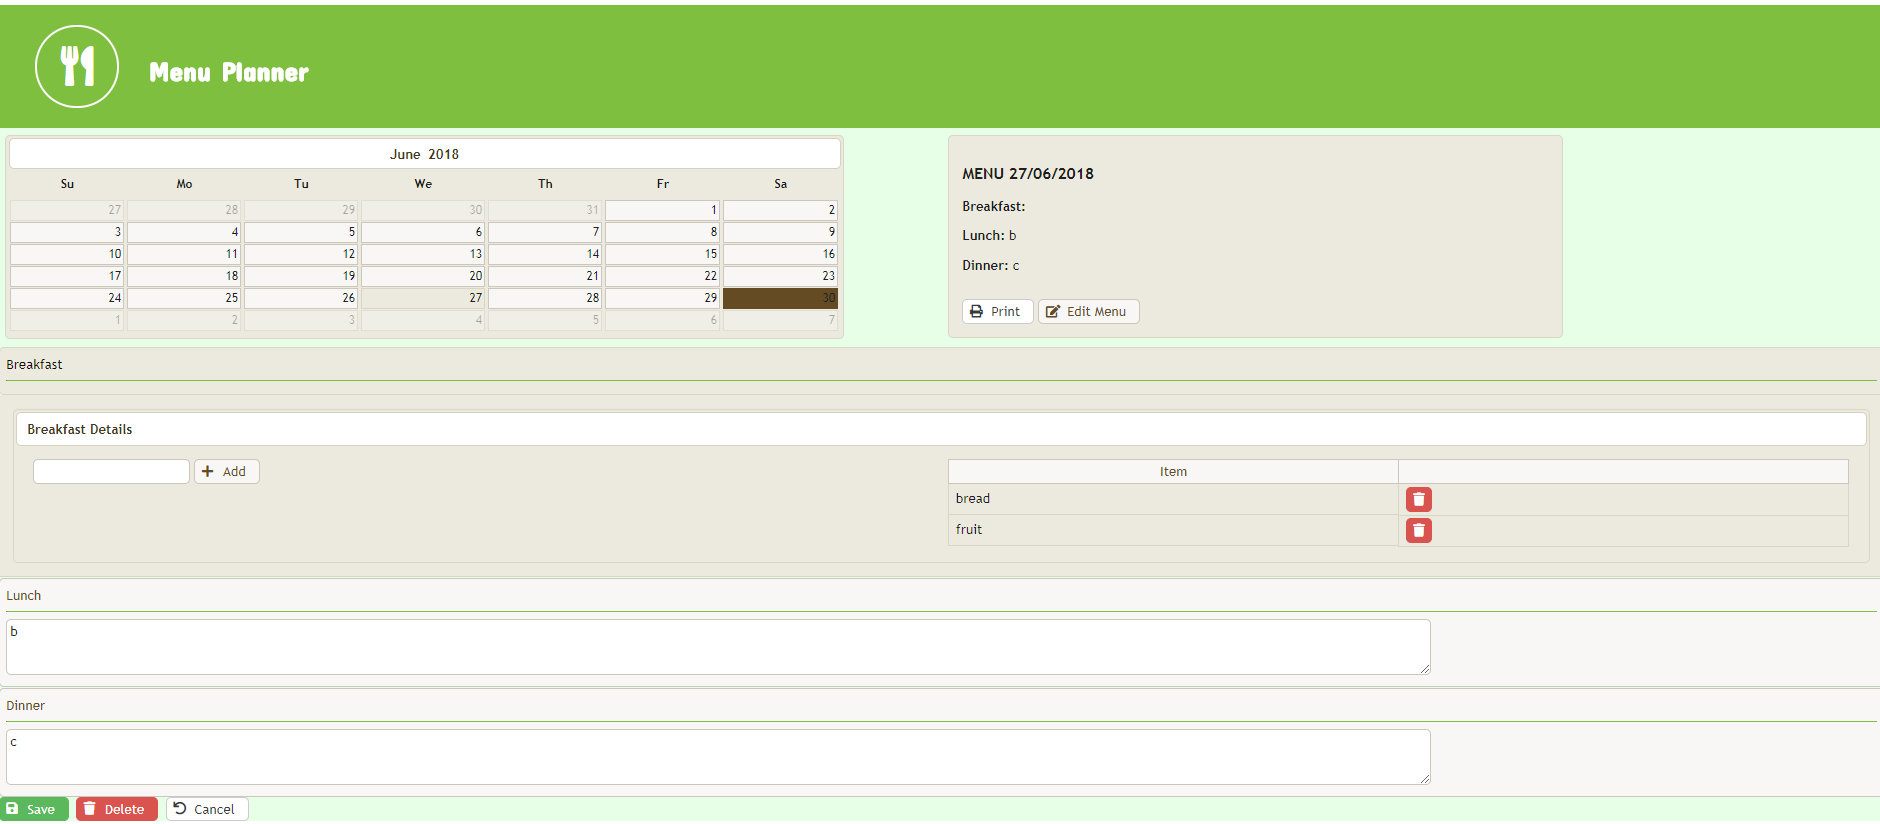 Menu Planner
June 2018
Su Mo Tu We Th Fr Sa
27 28 29 30 31 1 2
3 4 5 6 7 8 9
10 11 12 13 14 15 16
17 18 19 20 21 22 23
24 25 26 27 28 29 30
1 2 3 4 5 6 7
MENU 27/06/2018
Breakfast:
Lunch: b
Dinner: c
Print Edit Menu
Breakfast
Breakfast Details
Add
Item
bread
fruit
Lunch
b
Dinner
c
Save Delete Cancel